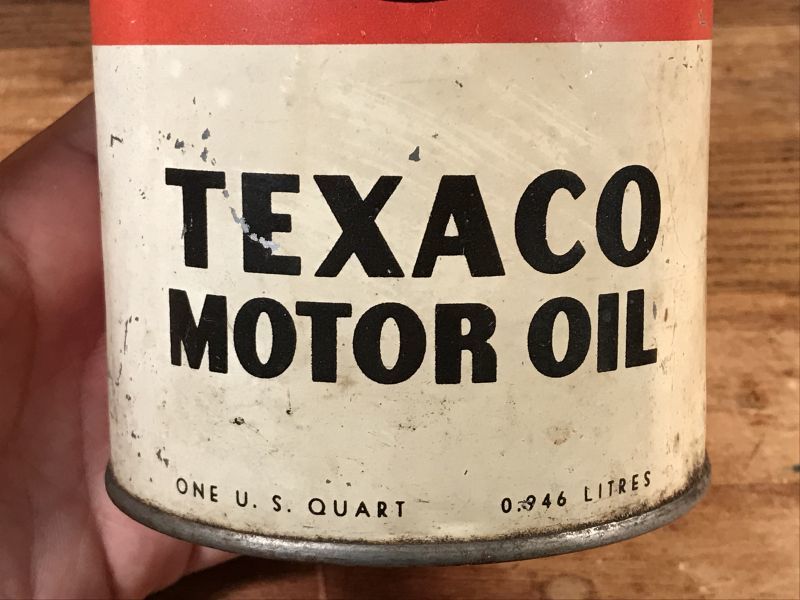 TEXACO
MOTOR OIL
ONE U. S. QUART 0.946 LITRES